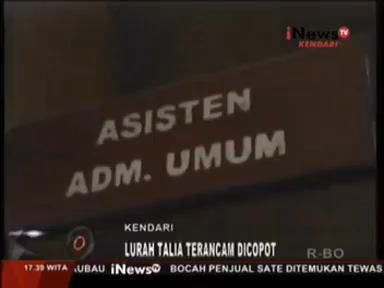 iNews TV
KENDARI
ASISTEN
ADM. UMUM
KENDARI
LURAH TALIA TERANCAM DICOPOT
R-BO
17.39 WITA AUBAU iNews TV BOCAH PENJUAL SATE DITEMUKAN TEWAS